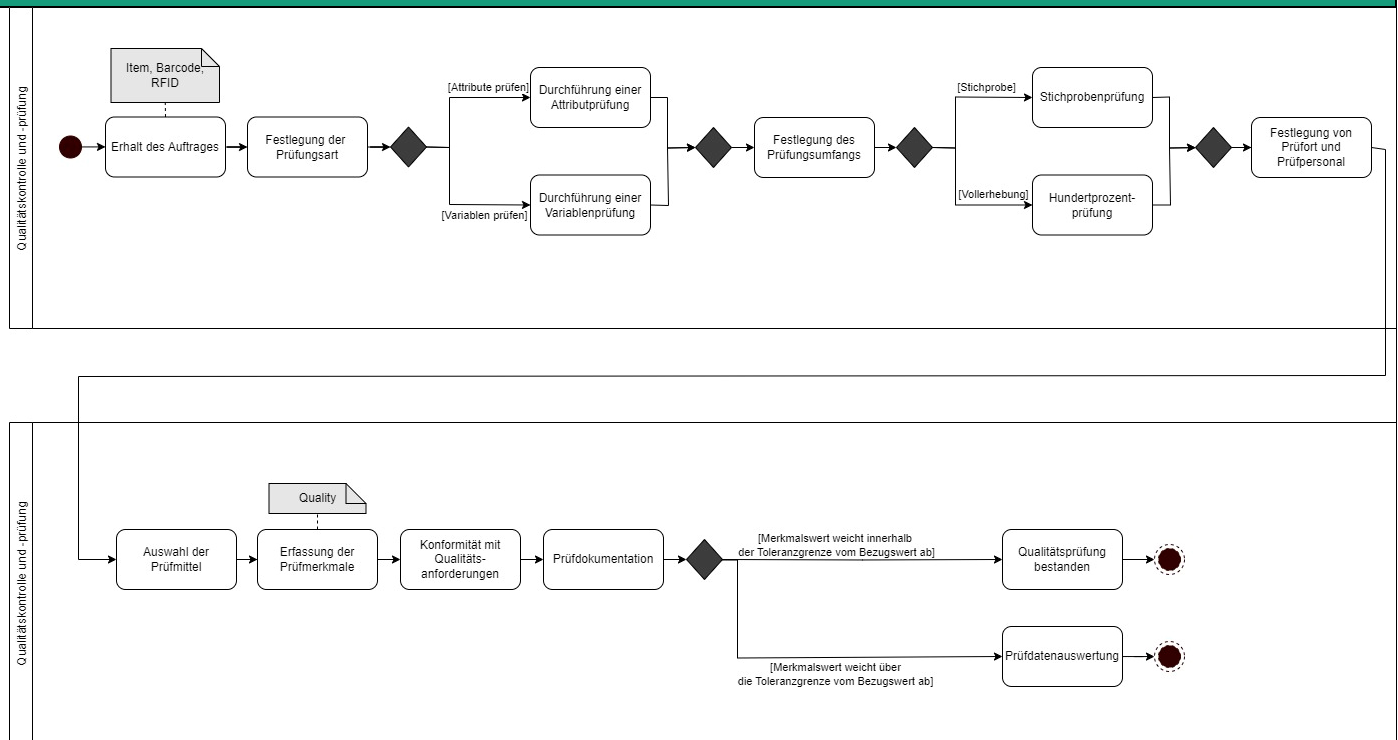 Qualitätskontrolle und -prüfung
Item, Barcode,
RFID
Erhalt des Auftrages
Festlegung der
Prüfungsart
[Attribute prüfen]
Durchführung einer
Attributprüfung
[Variablen prüfen]
Durchführung einer
Variablenprüfung
Festlegung des
Prüfungsumfangs
[Stichprobe]
Stichprobenprüfung
[Vollerhebung]
Hundertprozent-
prüfung
Festlegung von
Prüfort und
Prüfpersonal
Qualitätskontrolle und -prüfung
Auswahl der
Prüfmittel
Quality
Erfassung der
Prüfmerkmale
Konformität mit
Qualitäts-
anforderungen
Prüfdokumentation
[Merkmalswert weicht innerhalb
der Toleranzgrenze vom Bezugswert ab]
Qualitätsprüfung
bestanden
[Merkmalswert weicht über
die Toleranzgrenze vom Bezugswert ab]
Prüfdatenauswertung